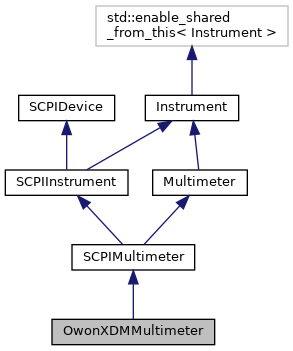 std::enable_shared
_from_this< Instrument >
SCPIDevice
Instrument
SCPIInstrument
Multimeter
SCPIMultimeter
OwonXDMMultimeter